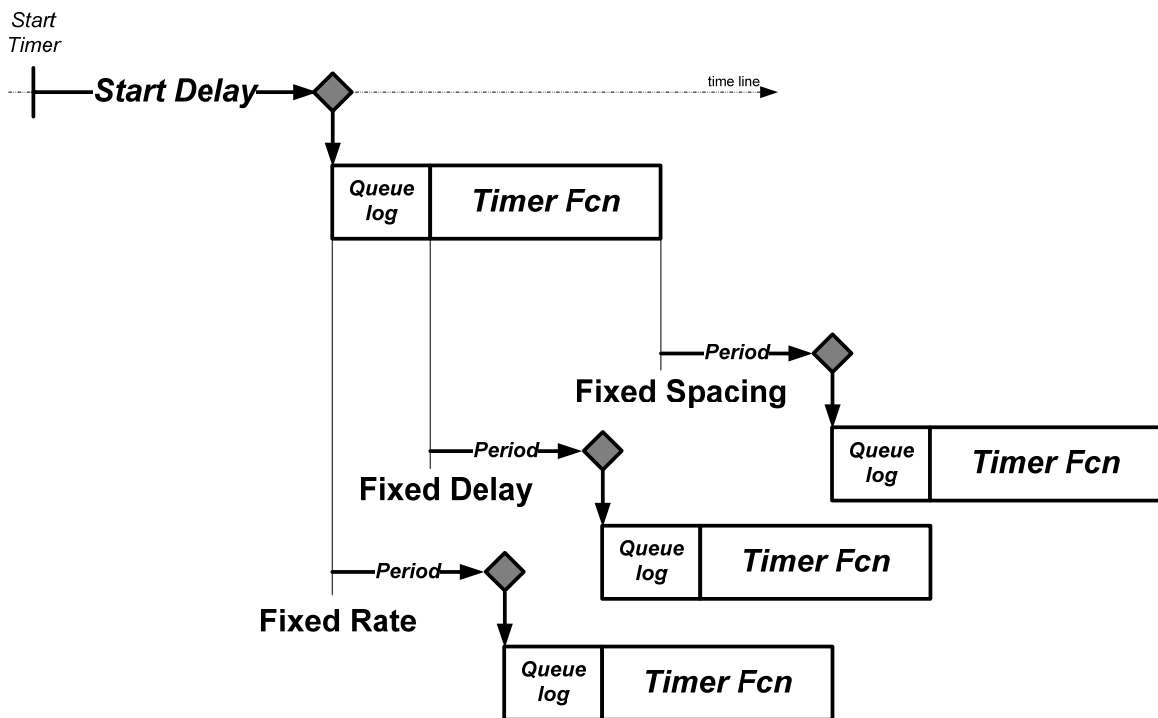 Start
Timer
Start Delay
time line
Queue
log
Timer Fcn
Period
Fixed Spacing
Queue
log
Timer Fcn
Period
Fixed Delay
Queue
log
Timer Fcn
Period
Fixed Rate
Queue
log
Timer Fcn